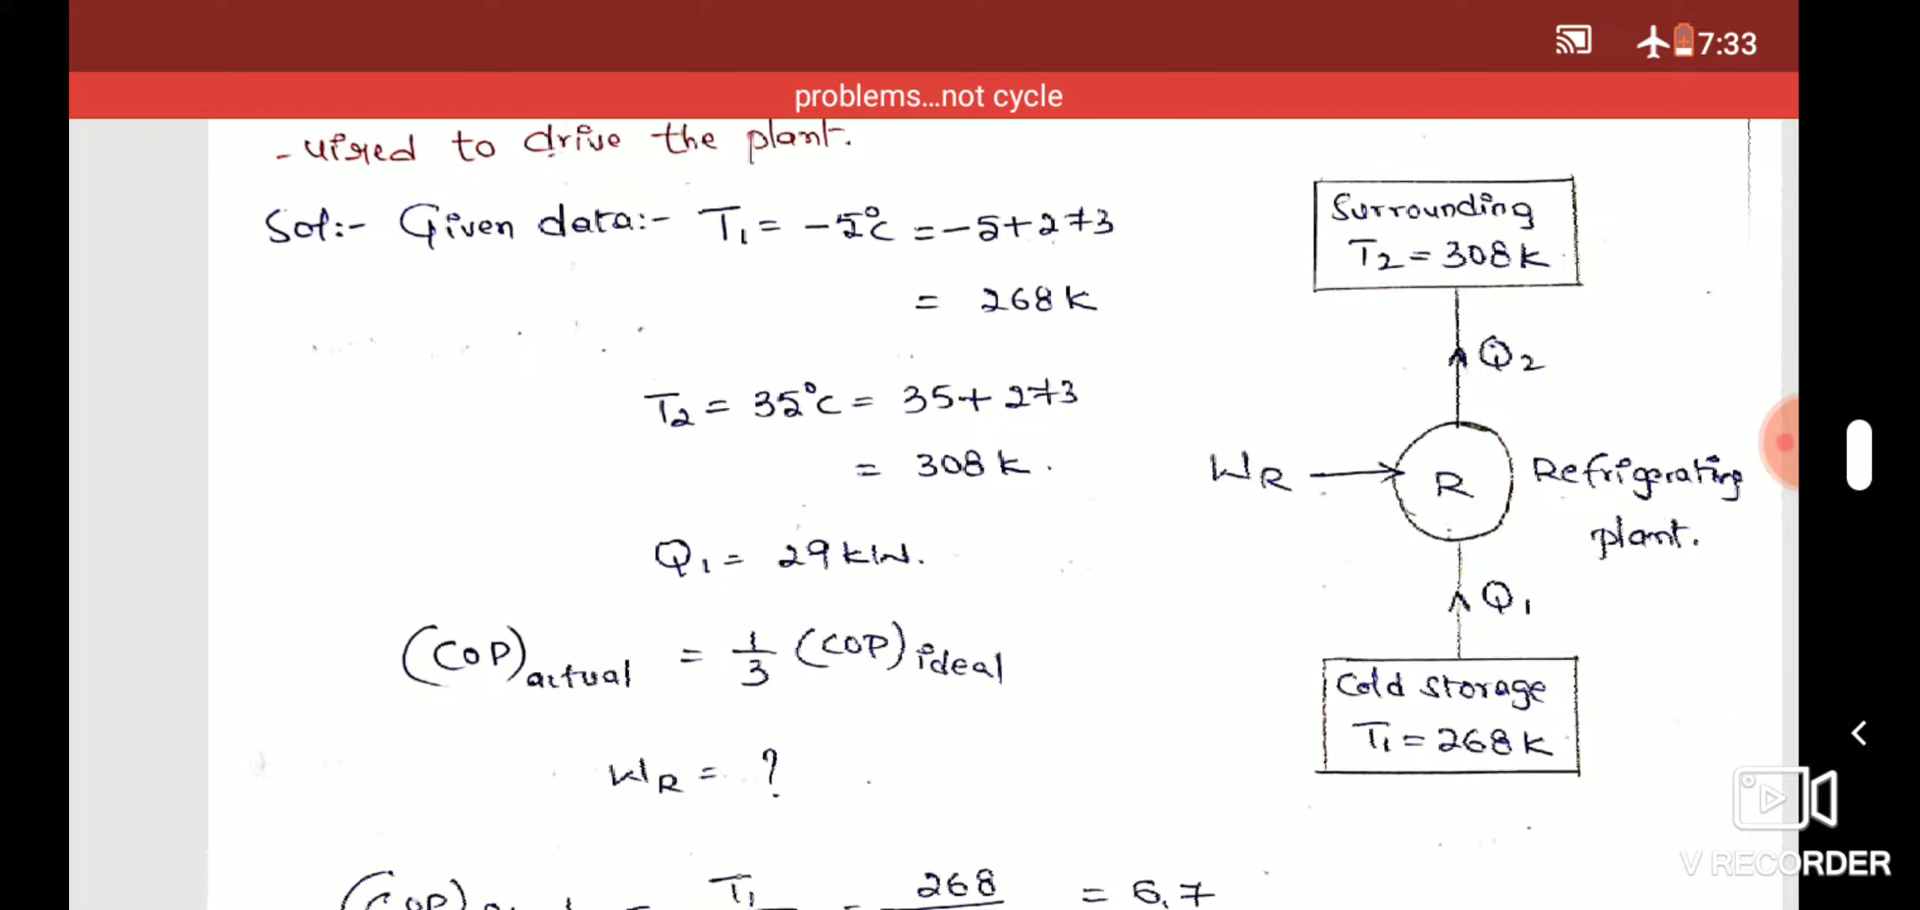 7:33
problems...not cycle
-uired to drive the plant.
Sol:- Given data:- T1 = -5°c = -5+273
= 268 K
T2 = 35°c = 35+273
= 308 K.
Q1 = 29 kW.
(COP)actual = 1/3 (COP)ideal
WR = ?
T1 268 = 6.7
Surrounding
T2 = 308 K
Q2
WR
R
Refrigerating
plant.
Q1
Cold storage
T1 = 268 K
V RECORDER